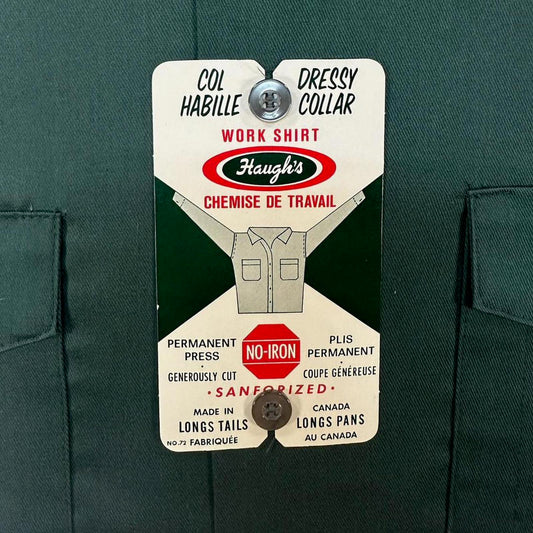 COL DRESSY
HABILLE COLLAR
WORK SHIRT
Haugh's
CHEMISE DE TRAVAIL
PERMANENT
PRESS
GENEROUSLY CUT
NO-IRON
PLIS
PERMANENT
COUPE GÉNÉREUSE
• SANFORIZED •
MADE IN CANADA
LONGS TAILS LONGS PANS
NO. 72 FABRIQUÉE AU CANADA